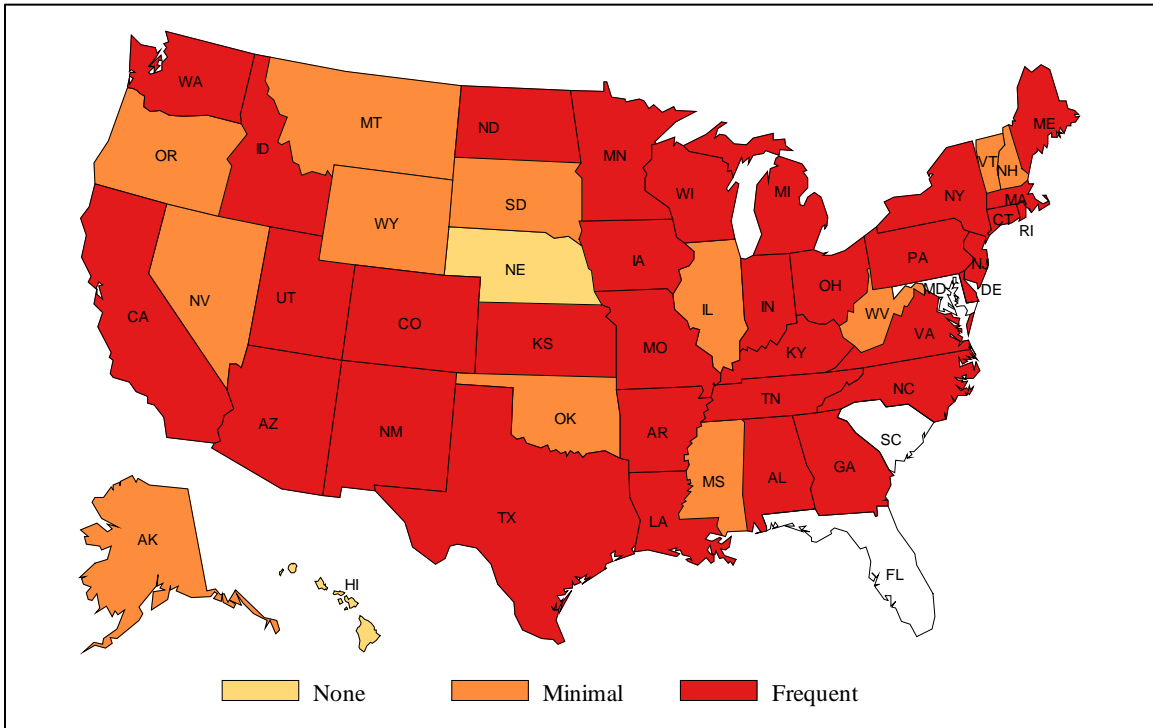 WA
MT
ND
MN
ME
OR
ID
VT
NH
WI
MI
NY
MA
SD
WY
CT
RI
IA
PA
NE
NJ
OH
MD
DE
NV
UT
IL
IN
WV
CA
CO
VA
KS
MO
KY
NC
TN
AZ
OK
NM
AR
SC
GA
MS
AL
TX
LA
AK
FL
HI
None
Minimal
Frequent